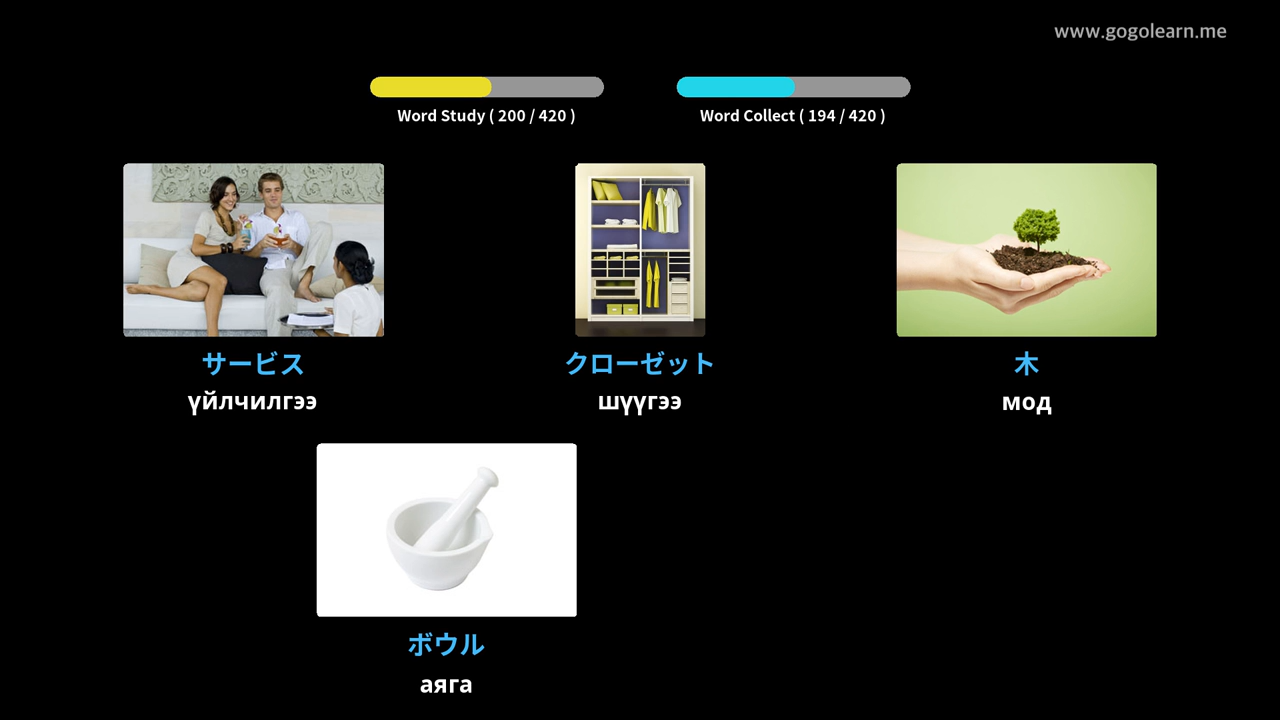 www.gogolearn.me
Word Study ( 200 / 420 )
Word Collect ( 194 / 420 )
サービス
үйлчилгээ
クローゼット
шүүгээ
木
мод
ボウル
аяга